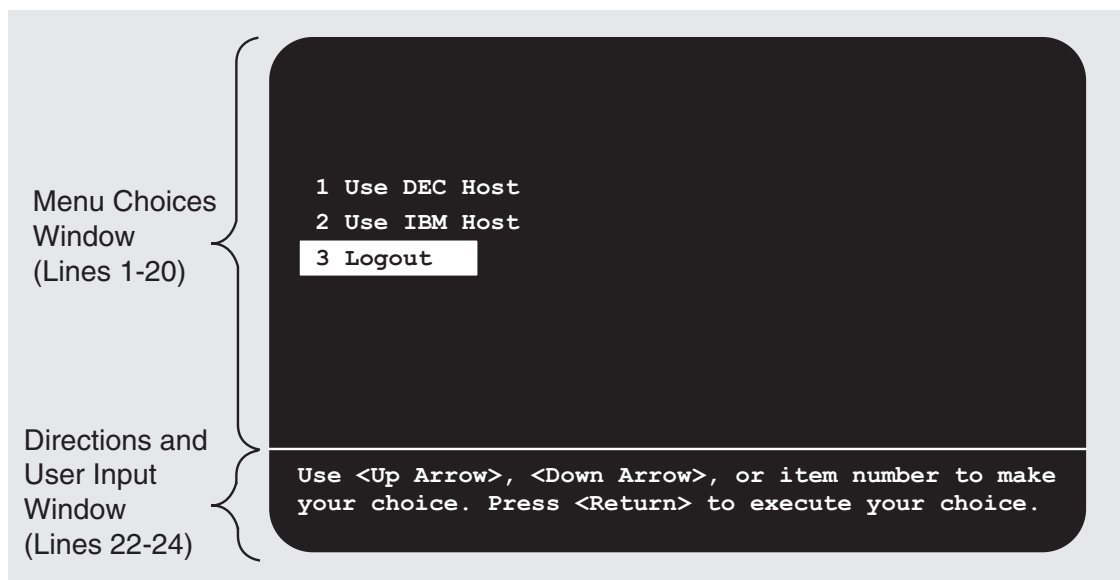 Menu Choices
Window
(Lines 1-20)
1 Use DEC Host
2 Use IBM Host
3 Logout
Directions and
User Input
Window
(Lines 22-24)
Use <Up Arrow>, <Down Arrow>, or item number to make
your choice. Press <Return> to execute your choice.